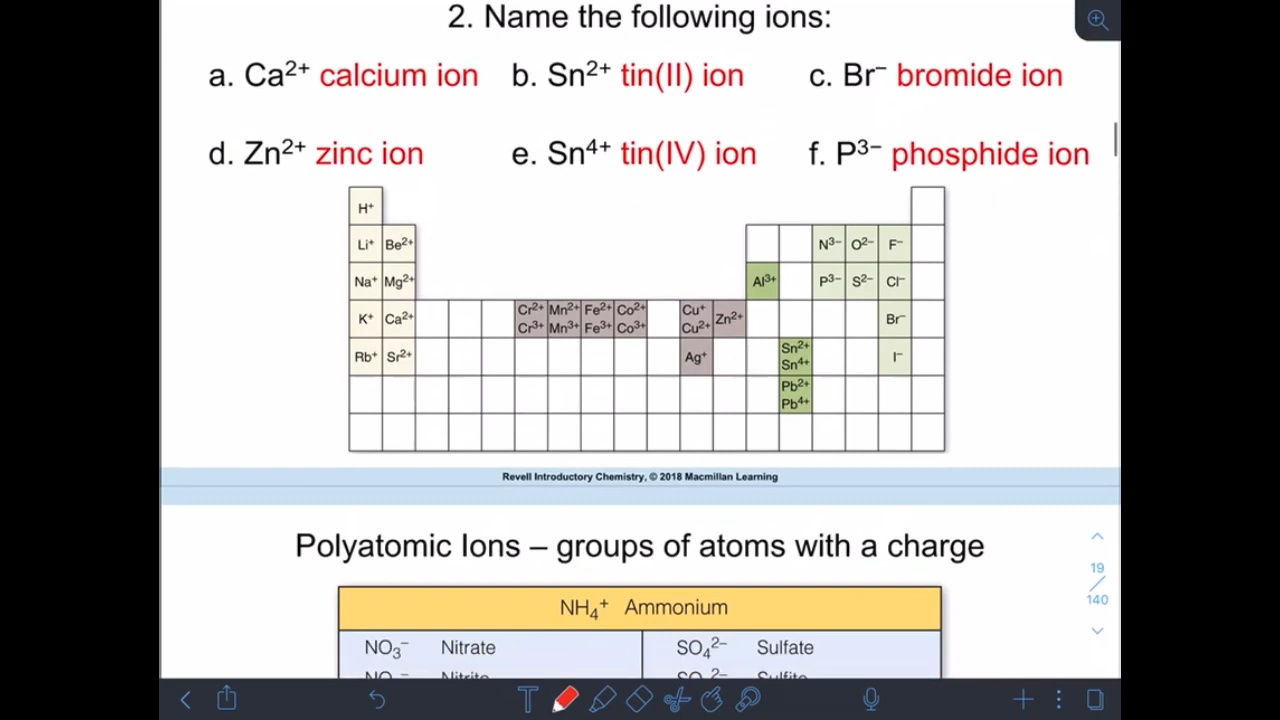 2. Name the following ions:
a. Ca²⁺ calcium ion b. Sn²⁺ tin(II) ion c. Br⁻ bromide ion
d. Zn²⁺ zinc ion e. Sn⁴⁺ tin(IV) ion f. P³⁻ phosphide ion
H⁺
Li⁺ Be²⁺ N³⁻ O²⁻ F⁻
Na⁺ Mg²⁺ Al³⁺ P³⁻ S²⁻ Cl⁻
K⁺ Ca²⁺ Cr²⁺ Cr³⁺ Mn²⁺ Mn³⁺ Fe²⁺ Fe³⁺ Co²⁺ Co³⁺ Cu⁺ Cu²⁺ Zn²⁺ Br⁻
Rb⁺ Sr²⁺ Ag⁺ Sn²⁺ Sn⁴⁺ I⁻
Pb²⁺ Pb⁴⁺
Revell Introductory Chemistry, © 2018 Macmillan Learning
Polyatomic Ions – groups of atoms with a charge
NH₄⁺ Ammonium
NO₃⁻ Nitrate SO₄²⁻ Sulfate
Nitrite Sulfite
19
140